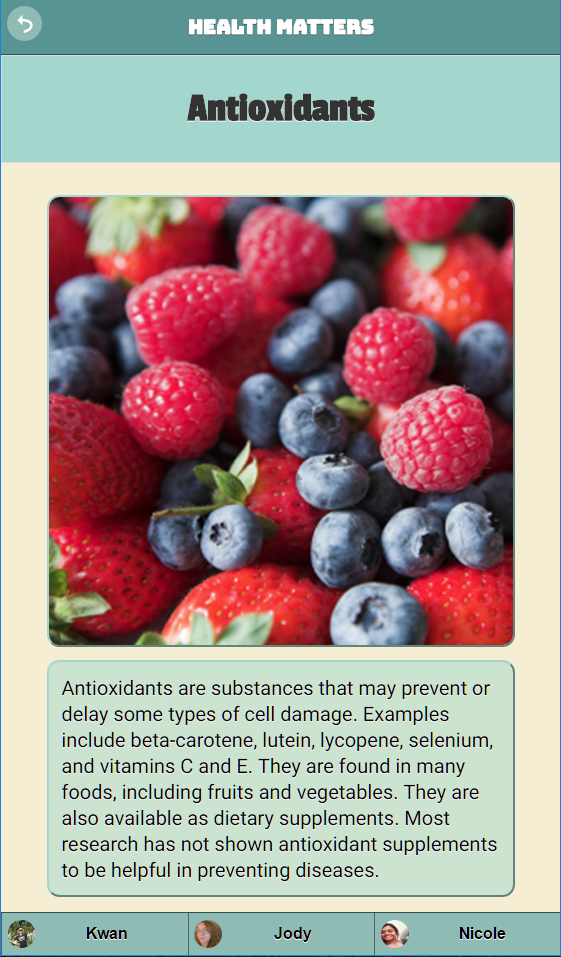 HEALTH MATTERS
Antioxidants
Antioxidants are substances that may prevent or
delay some types of cell damage. Examples
include beta-carotene, lutein, lycopene, selenium,
and vitamins C and E. They are found in many
foods, including fruits and vegetables. They are
also available as dietary supplements. Most
research has not shown antioxidant supplements
to be helpful in preventing diseases.
Kwan
Jody
Nicole